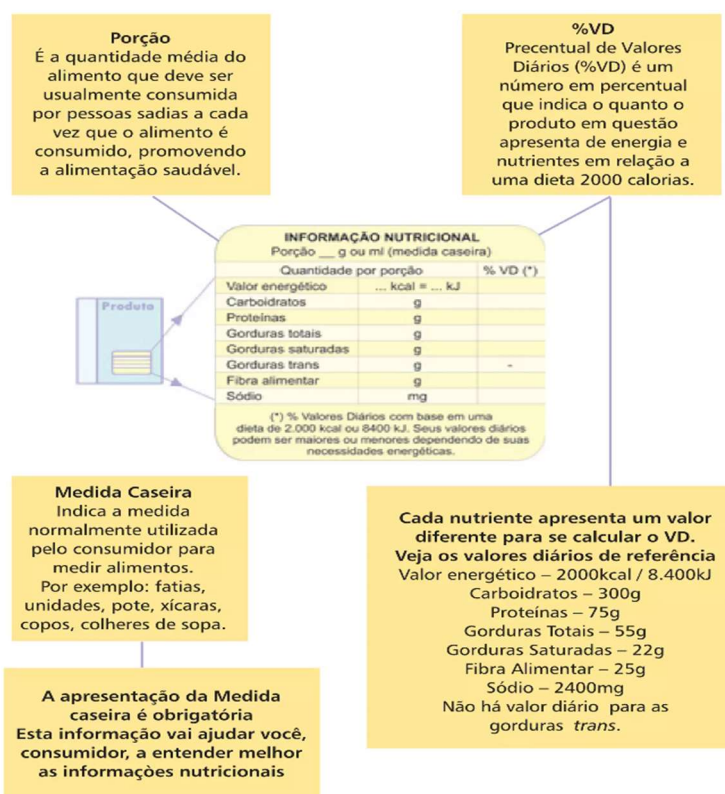 Porção
É a quantidade média do
alimento que deve ser
usualmente consumida
por pessoas sadias a cada
vez que o alimento é
consumido, promovendo
a alimentação saudável.
%VD
Precentual de Valores
Diários (%VD) é um
número em percentual
que indica o quanto o
produto em questão
apresenta de energia e
nutrientes em relação a
uma dieta 2000 calorias.
INFORMAÇÃO NUTRICIONAL
Porção __ g ou ml (medida caseira)
Quantidade por porção % VD (*)
Valor energético ... kcal = ... kJ
Carboidratos g
Proteínas g
Gorduras totais g
Gorduras saturadas g
Gorduras trans g -
Fibra alimentar g
Sódio mg
(*) % Valores Diários com base em uma
dieta de 2.000 kcal ou 8400 kJ. Seus valores diários
podem ser maiores ou menores dependendo de suas
necessidades energéticas.
Produto
Medida Caseira
Indica a medida
normalmente utilizada
pelo consumidor para
medir alimentos.
Por exemplo: fatias,
unidades, pote, xícaras,
copos, colheres de sopa.
A apresentação da Medida
caseira é obrigatória
Esta informação vai ajudar você,
consumidor, a entender melhor
as informaçòes nutricionais
Cada nutriente apresenta um valor
diferente para se calcular o VD.
Veja os valores diários de referência
Valor energético – 2000kcal / 8.400kJ
Carboidratos – 300g
Proteínas – 75g
Gorduras Totais – 55g
Gorduras Saturadas – 22g
Fibra Alimentar – 25g
Sódio – 2400mg
Não há valor diário para as
gorduras trans.